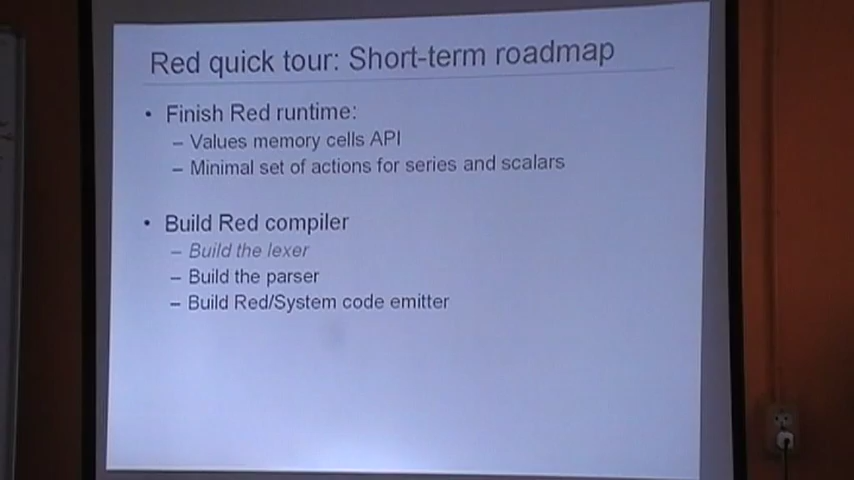 Red quick tour: Short-term roadmap
• Finish Red runtime:
– Values memory cells API
– Minimal set of actions for series and scalars
• Build Red compiler
– Build the lexer
– Build the parser
– Build Red/System code emitter